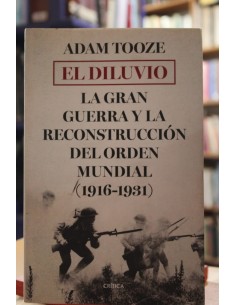 ADAM TOOZE
EL DILUVIO
LA GRAN
GUERRA Y LA
RECONSTRUCCIÓN
DEL ORDEN
MUNDIAL
(1916-1931)
CRÍTICA